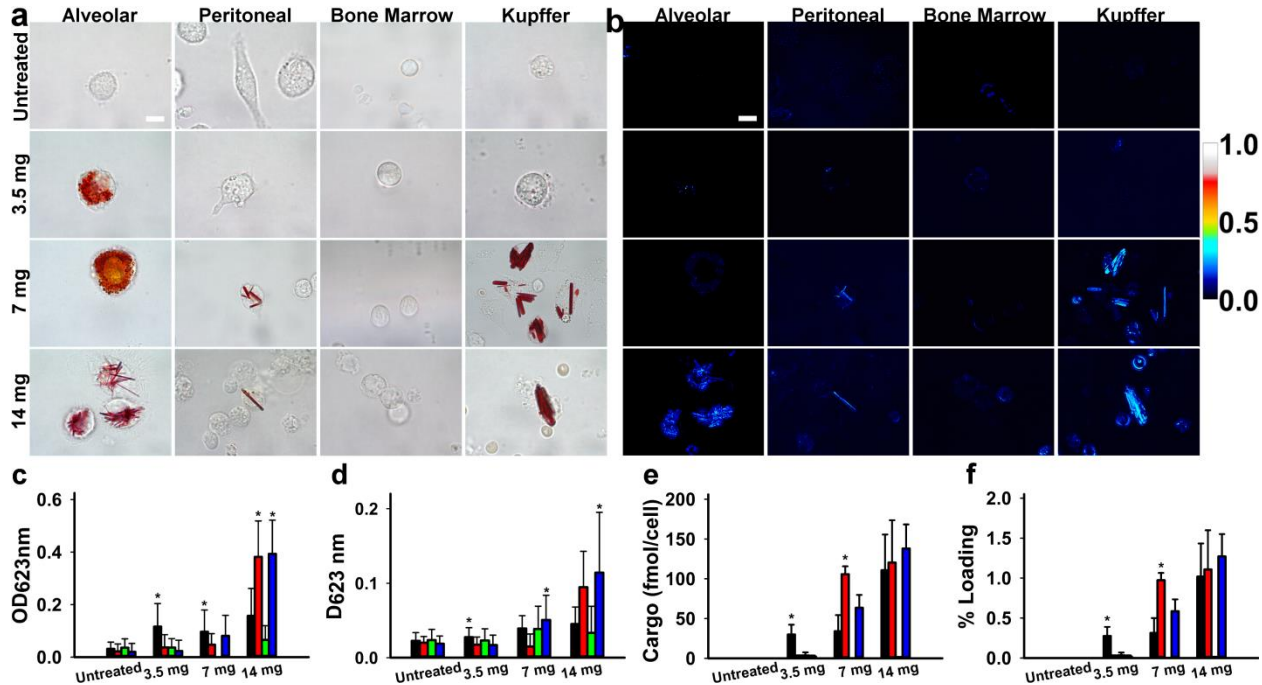 a
Alveolar Peritoneal Bone Marrow Kupffer
b
Alveolar Peritoneal Bone Marrow Kupffer
Untreated
3.5 mg
7 mg
14 mg
1.0
0.5
0.0
c
OD623nm
0.6
0.4
0.2
0.0
* * * *
Untreated 3.5 mg 7 mg 14 mg
d
D623 nm
0.2
0.1
0.0
* * *
Untreated 3.5 mg 7 mg 14 mg
e
Cargo (fmol/cell)
200
150
100
50
0
* *
Untreated 3.5 mg 7 mg 14 mg
f
% Loading
2.0
1.5
1.0
0.5
0.0
* *
Untreated 3.5 mg 7 mg 14 mg